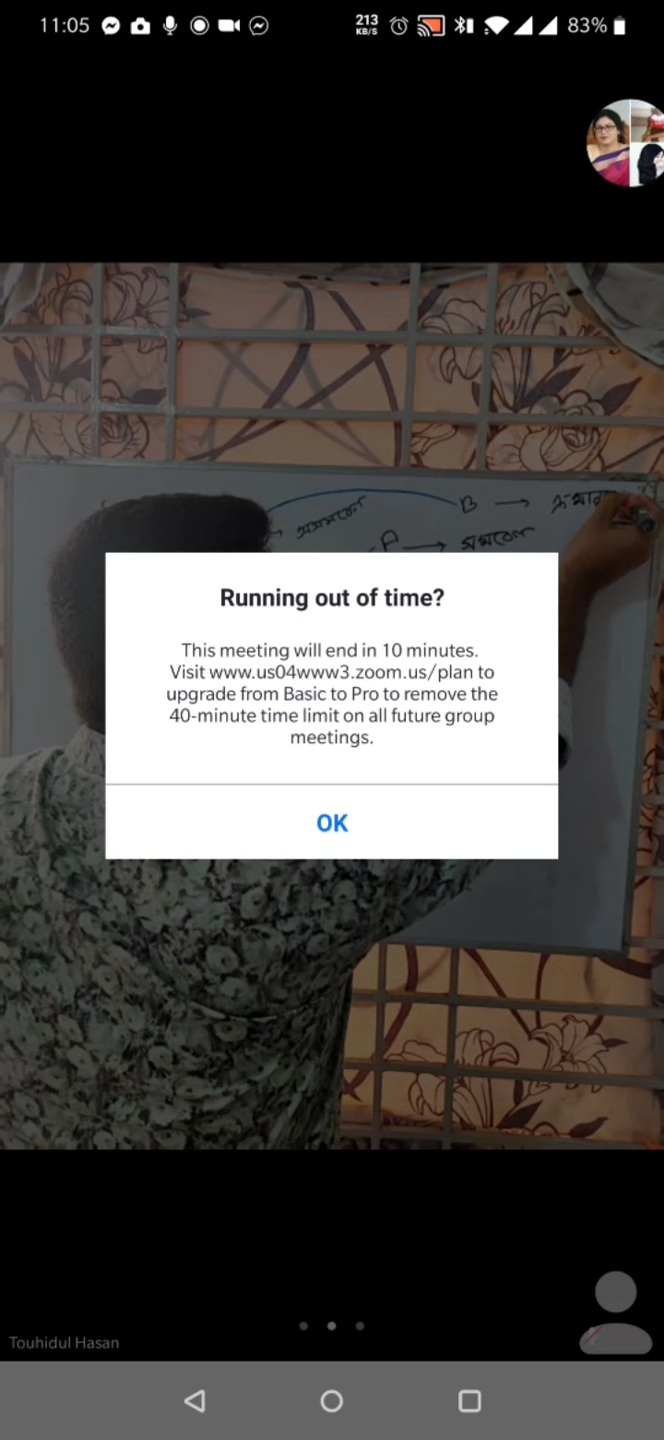 11:05
213
KB/S
83%
অসমবেগ
B →
P → সমবেগ
Running out of time?
This meeting will end in 10 minutes.
Visit www.us04www3.zoom.us/plan to
upgrade from Basic to Pro to remove the
40-minute time limit on all future group
meetings.
OK
Touhidul Hasan